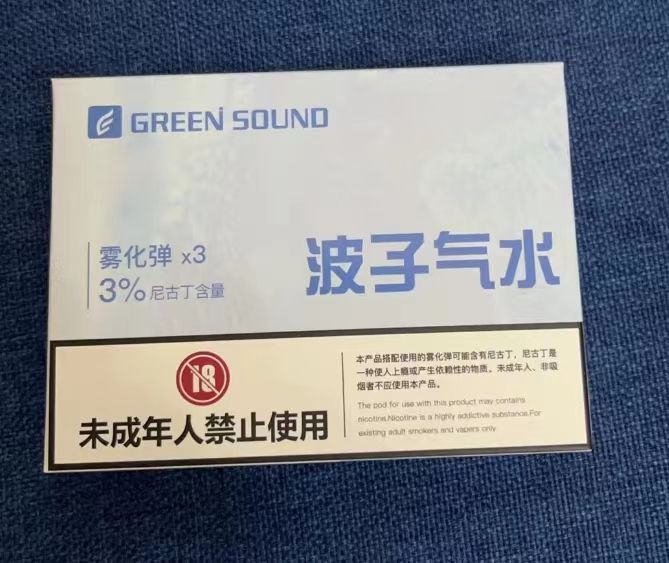 GREEN SOUND
雾化弹 x3
3% 尼古丁含量
波子气水
18
未成年人禁止使用
本产品搭配使用的雾化弹可能含有尼古丁，尼古丁是
一种使人上瘾或产生依赖性的物质。未成年人、非吸
烟者不应使用本产品。
The pod for use with this product may contains
nicotine.Nicotine is a highly addictive substance.For
existing adult smokers and vapers only.